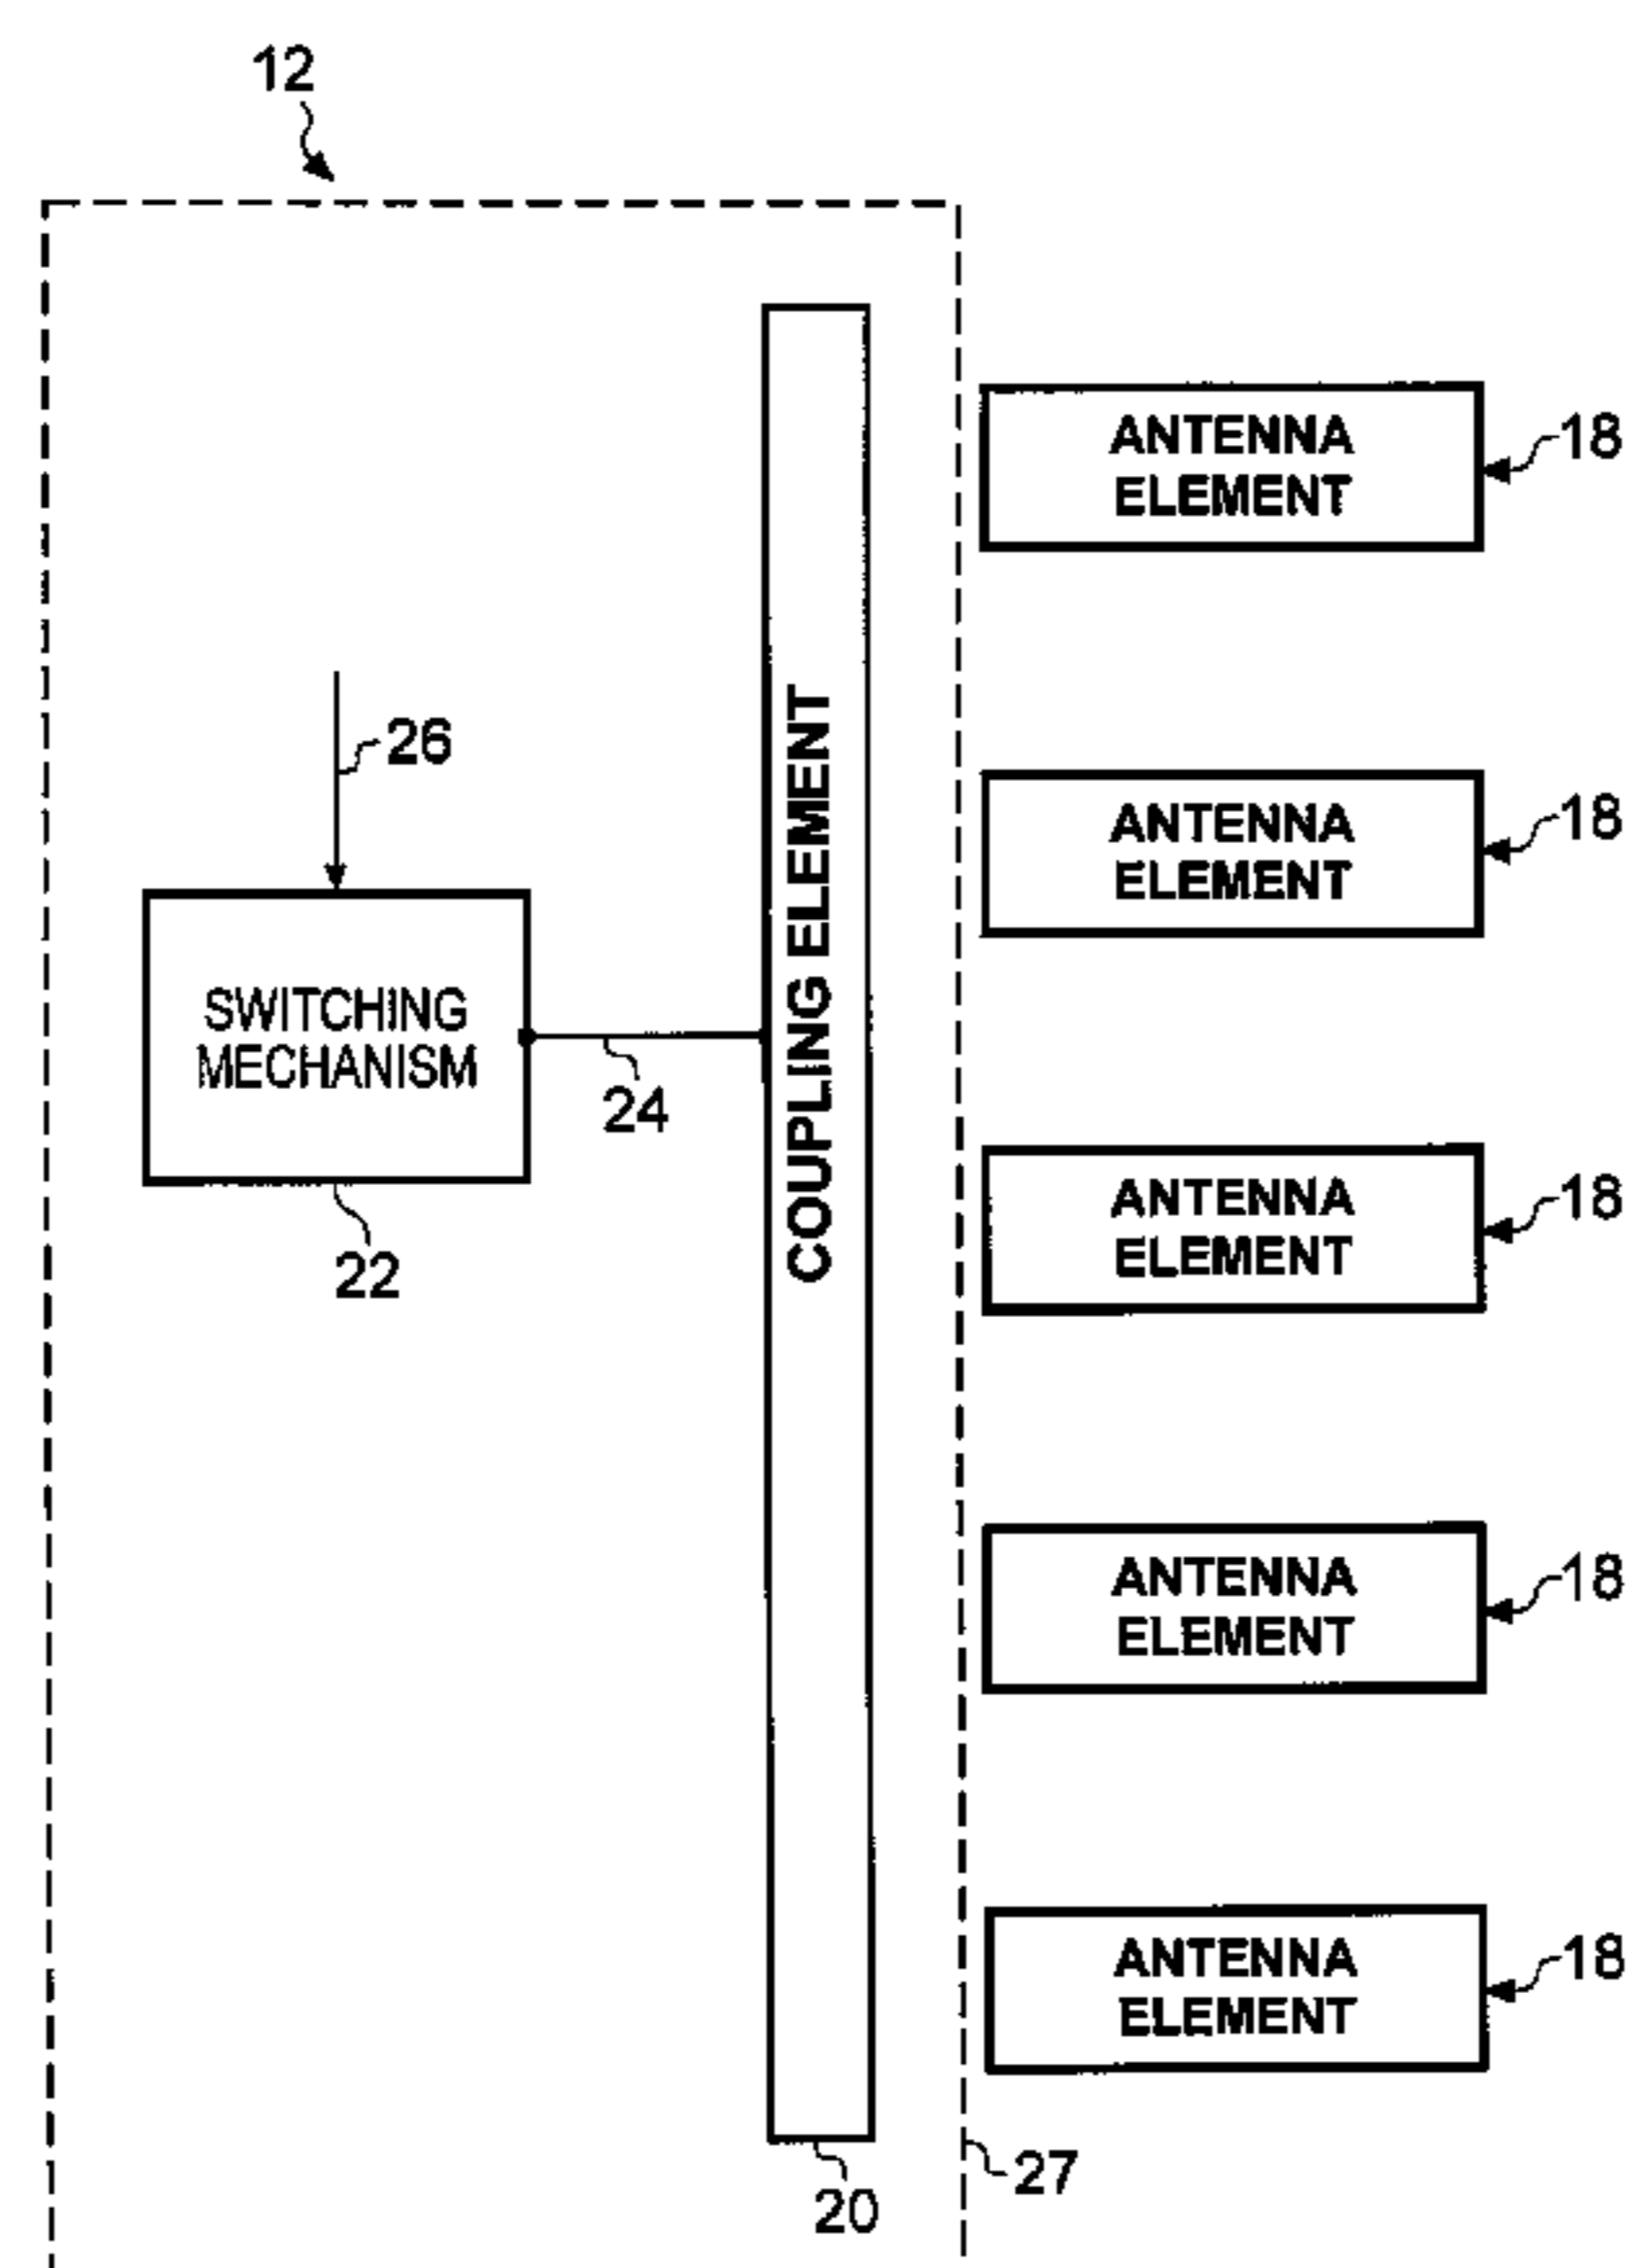 12
ANTENNA
ELEMENT
18
26
ANTENNA
ELEMENT
18
SWITCHING
MECHANISM
24
22
COUPLING ELEMENT
ANTENNA
ELEMENT
18
ANTENNA
ELEMENT
18
ANTENNA
ELEMENT
18
27
20